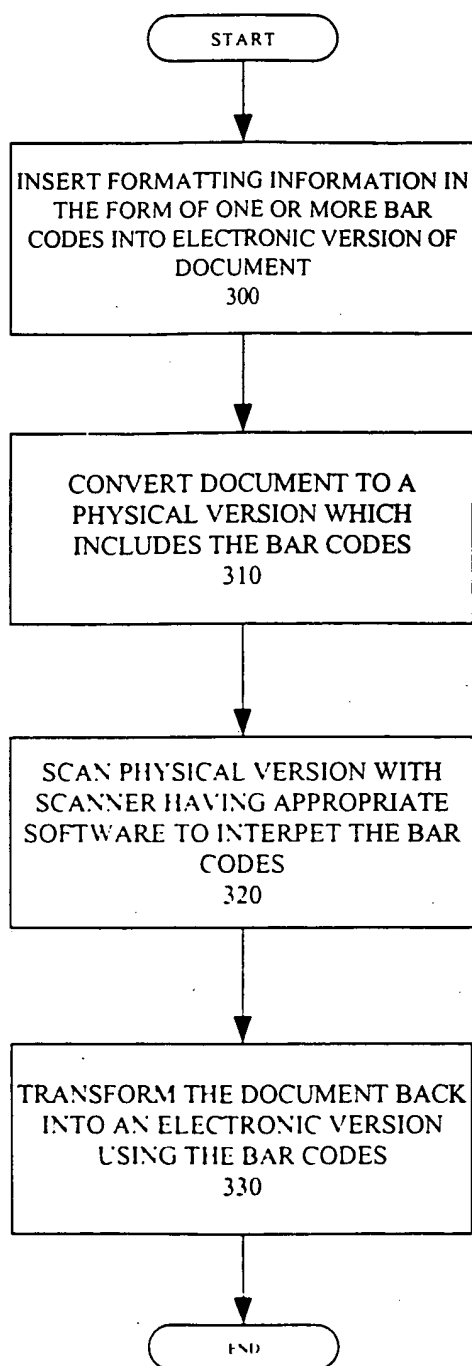 START
INSERT FORMATTING INFORMATION IN
THE FORM OF ONE OR MORE BAR
CODES INTO ELECTRONIC VERSION OF
DOCUMENT
300
CONVERT DOCUMENT TO A
PHYSICAL VERSION WHICH
INCLUDES THE BAR CODES
310
SCAN PHYSICAL VERSION WITH
SCANNER HAVING APPROPRIATE
SOFTWARE TO INTERPET THE BAR
CODES
320
TRANSFORM THE DOCUMENT BACK
INTO AN ELECTRONIC VERSION
USING THE BAR CODES
330
END